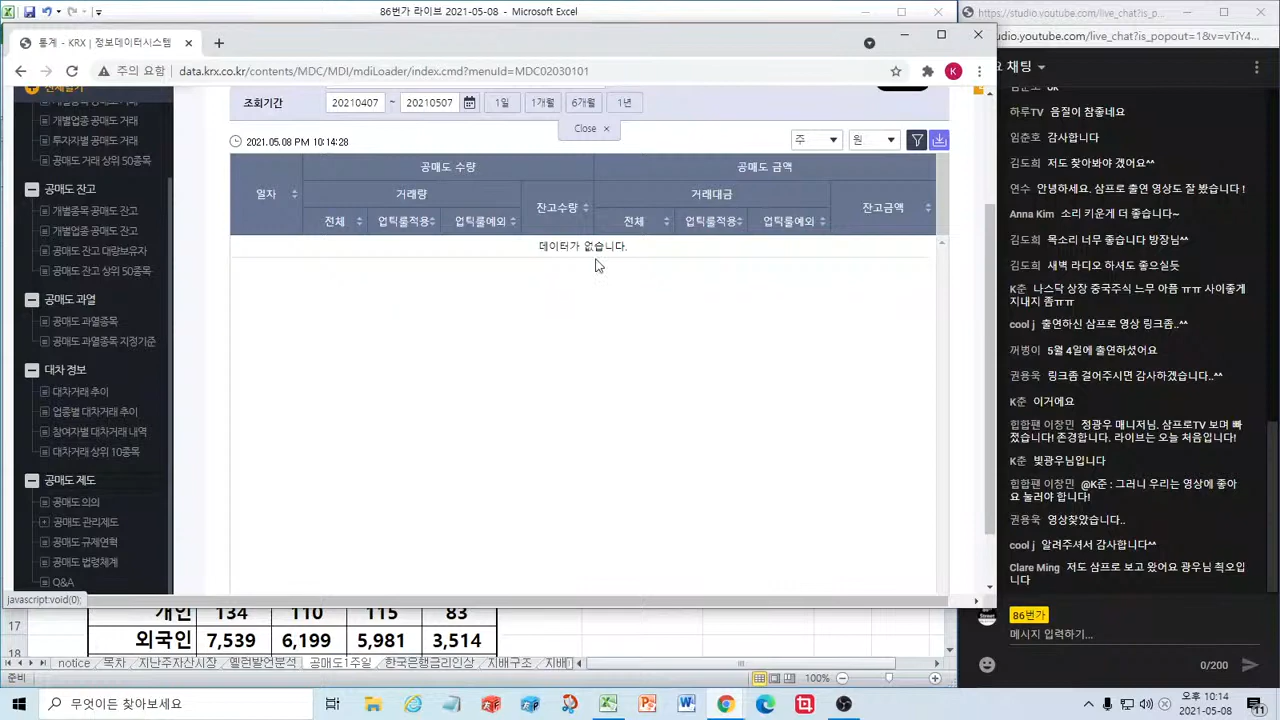 86번가 라이브 2021-05-08 - Microsoft Excel
https://studio.youtube.com/live_chat?is_p...
통계 - KRX | 정보데이터시스템
udio.youtube.com/live_chat?is_popout=1&v=vTiY4...
주의 요함
data.krx.co.kr/contents/MDC/MDI/mdiLoader/index.cmd?menuId=MDC02030101
K
조회기간
20210407 ~ 20210507
1일
1개월
6개월
1년
Close ×
2021.05.08 PM 10:14:28
주
원
일자
공매도 수량
공매도 금액
거래량
잔고수량
거래대금
잔고금액
전체
업틱룰적용
업틱룰예외
전체
업틱룰적용
업틱룰예외
데이터가 없습니다.
개별업종 공매도 거래
투자자별 공매도 거래
공매도 거래 상위 50종목
공매도 잔고
개별종목 공매도 잔고
개별업종 공매도 잔고
공매도 잔고 대량보유자
공매도 잔고 상위 50종목
공매도 과열
공매도 과열종목
공매도 과열종목 지정기준
대차 정보
대차거래 추이
업종별 대차거래 추이
참여자별 대차거래 내역
대차거래 상위 10종목
공매도 제도
공매도 의의
공매도 관리제도
공매도 규제연혁
공매도 법령체계
Q&A
javascript:void(0);
17
개인 134 110 115 83
18
외국인 7,539 6,199 5,981 3,514
notice
목차
지난주자산시장
옐런발언분석
공매도1주일
한국은행금리인상
지배구조
지배
준비
100%
요 채팅
하루TV 음질이 참좋네요
임준호 감사합니다
김도희 저도 찾아봐야 겠어요^^
연수 안녕하세요. 삼프로 출연 영상도 잘 봤습니다 !
Anna Kim 소리 키운게 더 좋습니다~
김도희 목소리 너무 좋습니다 방장님^^
김도희 새벽 라디오 하셔도 좋으실듯
K준 나스닥 상장 중국주식 느무 아픔 ㅠㅠ 사이좋게
지내지 좀ㅠㅠ
cool j 출연하신 삼프로 영상 링크좀..^^
꺼벙이 5월 4일에 출연하셨어요
권용욱 링크좀 걸어주시면 감사하겠습니다..^^
K준 이거에요
힙합팬 이창민 정광우 매니저님. 삼프로TV 보며 빠
졌습니다! 존경합니다. 라이브는 오늘 처음입니다!
K준 빛광우님입니다
힙합팬 이창민 @K준 : 그러니 우리는 영상에 좋아
요 눌러야 합니다!
권용욱 영상찾았습니다..
cool j 알려주셔서 감사합니다^^
Clare Ming 저도 삼프로 보고 왔어요 광우님 최오입
니다
86번가
메시지 입력하기...
0/200
무엇이든 찾아보세요
오후 10:14
2021-05-08
11